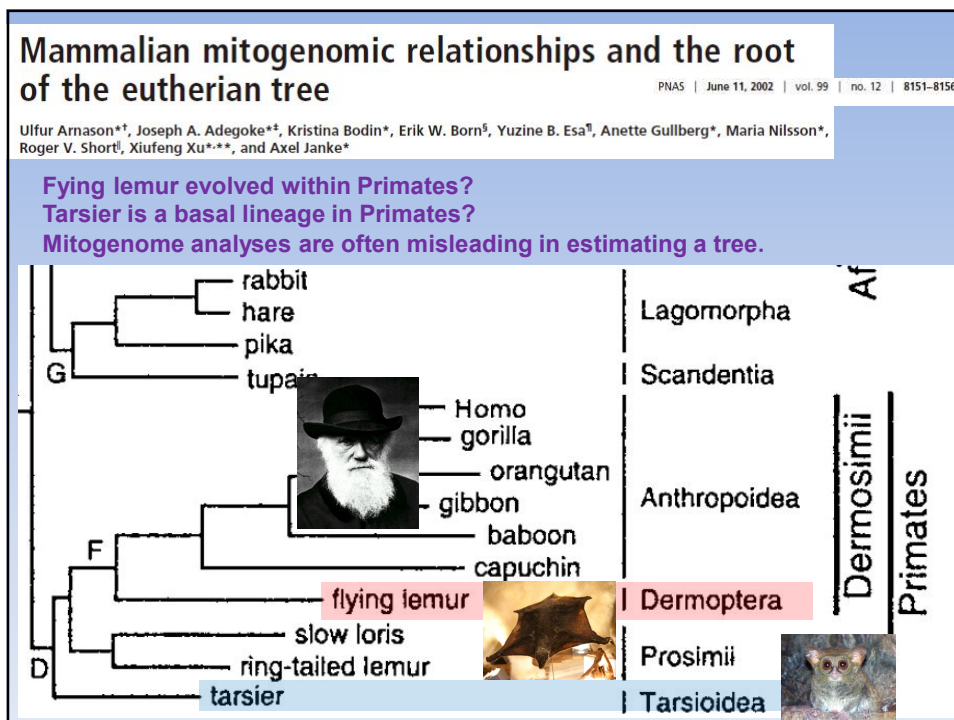 Mammalian mitogenomic relationships and the root
of the eutherian tree
PNAS | June 11, 2002 | vol. 99 | no. 12 | 8151–8156
Ulfur Arnason*†, Joseph A. Adegoke*‡, Kristina Bodin*, Erik W. Born§, Yuzine B. Esa¶, Anette Gullberg*, Maria Nilsson*,
Roger V. Short‖, Xiufeng Xu*,**, and Axel Janke*
Fying lemur evolved within Primates?
Tarsier is a basal lineage in Primates?
Mitogenome analyses are often misleading in estimating a tree.
rabbit
hare
Lagomorpha
Af
pika
G
Scandentia
Homo
gorilla
orangutan
Anthropoidea
gibbon
baboon
F
capuchin
Dermosimii
Primates
flying lemur
Dermoptera
slow loris
Prosimii
ring-tailed lemur
D
tarsier
Tarsioidea